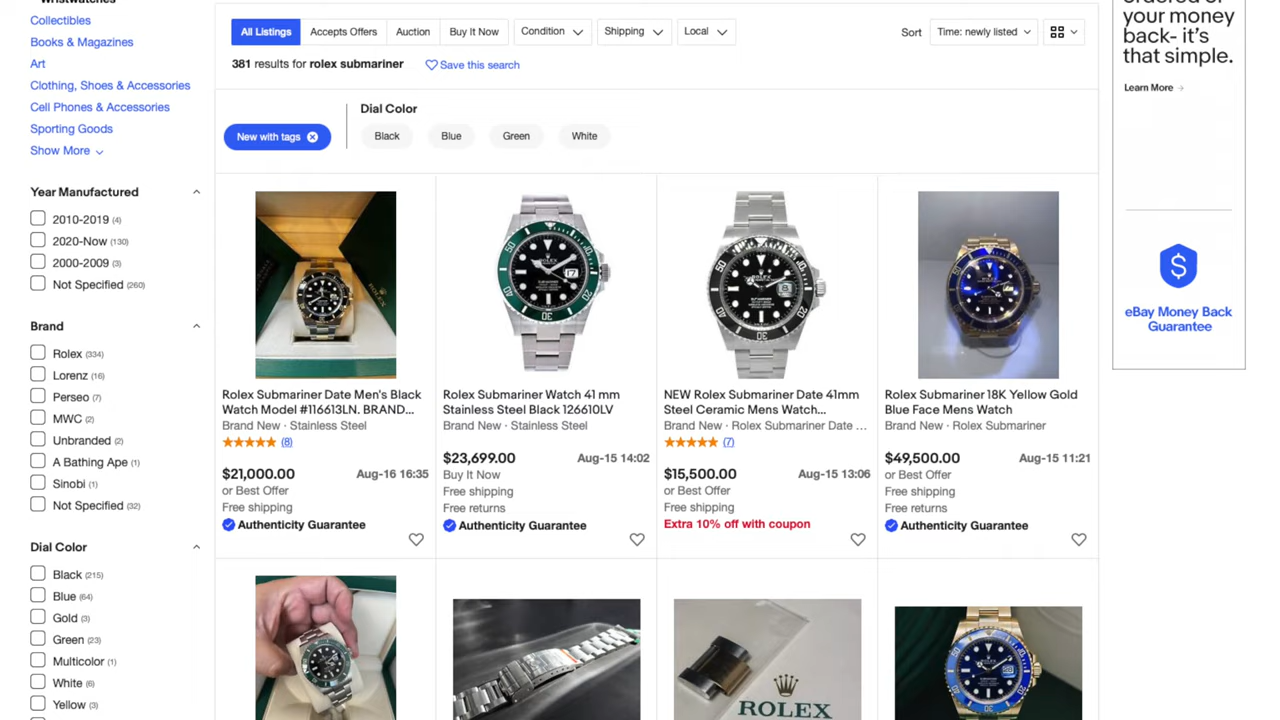 Wristwatches
Collectibles
Books & Magazines
Art
Clothing, Shoes & Accessories
Cell Phones & Accessories
Sporting Goods
Show More
Year Manufactured
2010-2019 (4)
2020-Now (130)
2000-2009 (3)
Not Specified (260)
Brand
Rolex (334)
Lorenz (16)
Perseo (7)
MWC (2)
Unbranded (2)
A Bathing Ape (1)
Sinobi (1)
Not Specified (32)
Dial Color
Black (215)
Blue (64)
Gold (3)
Green (23)
Multicolor (1)
White (6)
Yellow (3)
All Listings
Accepts Offers
Auction
Buy It Now
Condition
Shipping
Local
Sort
Time: newly listed
381 results for rolex submariner
Save this search
New with tags
Dial Color
Black
Blue
Green
White
Rolex Submariner Date Men's Black
Watch Model #116613LN. BRAND...
Brand New · Stainless Steel
(8)
$21,000.00
Aug-16 16:35
or Best Offer
Free shipping
Authenticity Guarantee
Rolex Submariner Watch 41 mm
Stainless Steel Black 126610LV
Brand New · Stainless Steel
$23,699.00
Aug-15 14:02
Buy It Now
Free shipping
Free returns
Authenticity Guarantee
NEW Rolex Submariner Date 41mm
Steel Ceramic Mens Watch...
Brand New · Rolex Submariner Date ...
(7)
$15,500.00
Aug-15 13:06
or Best Offer
Free shipping
Extra 10% off with coupon
Rolex Submariner 18K Yellow Gold
Blue Face Mens Watch
Brand New · Rolex Submariner
$49,500.00
Aug-15 11:21
or Best Offer
Free shipping
Free returns
Authenticity Guarantee
ROLEX
your money
back- it's
that simple.
Learn More
eBay Money Back
Guarantee